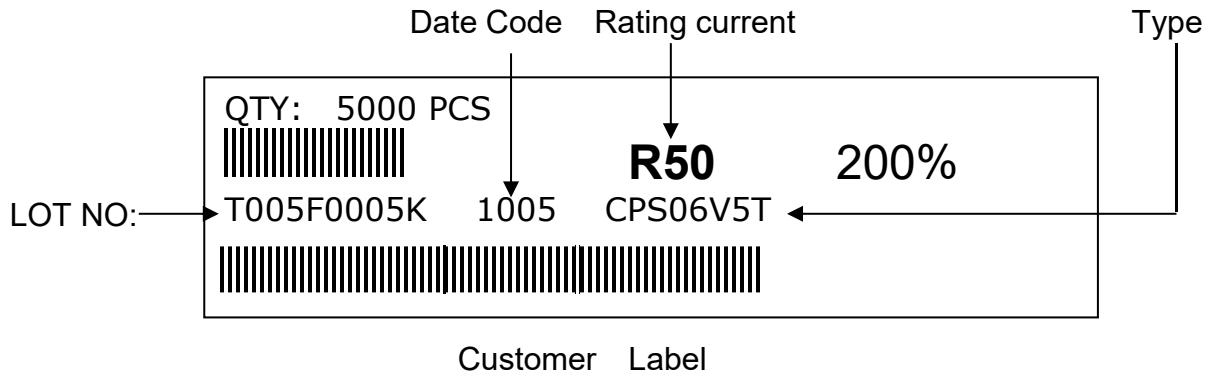 Date Code Rating current Type
QTY: 5000 PCS
R50 200%
LOT NO: T005F0005K 1005 CPS06V5T
Customer Label